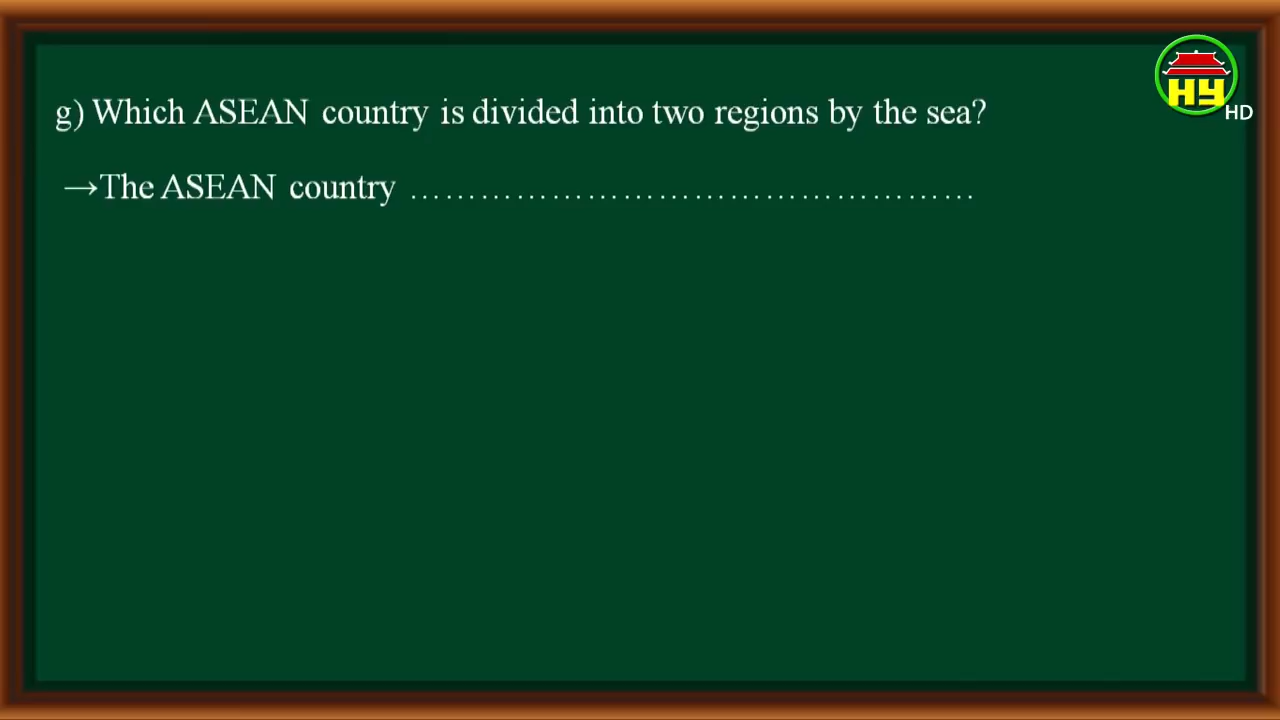 g) Which ASEAN country is divided into two regions by the sea?
→The ASEAN country ................................................
HY
HD